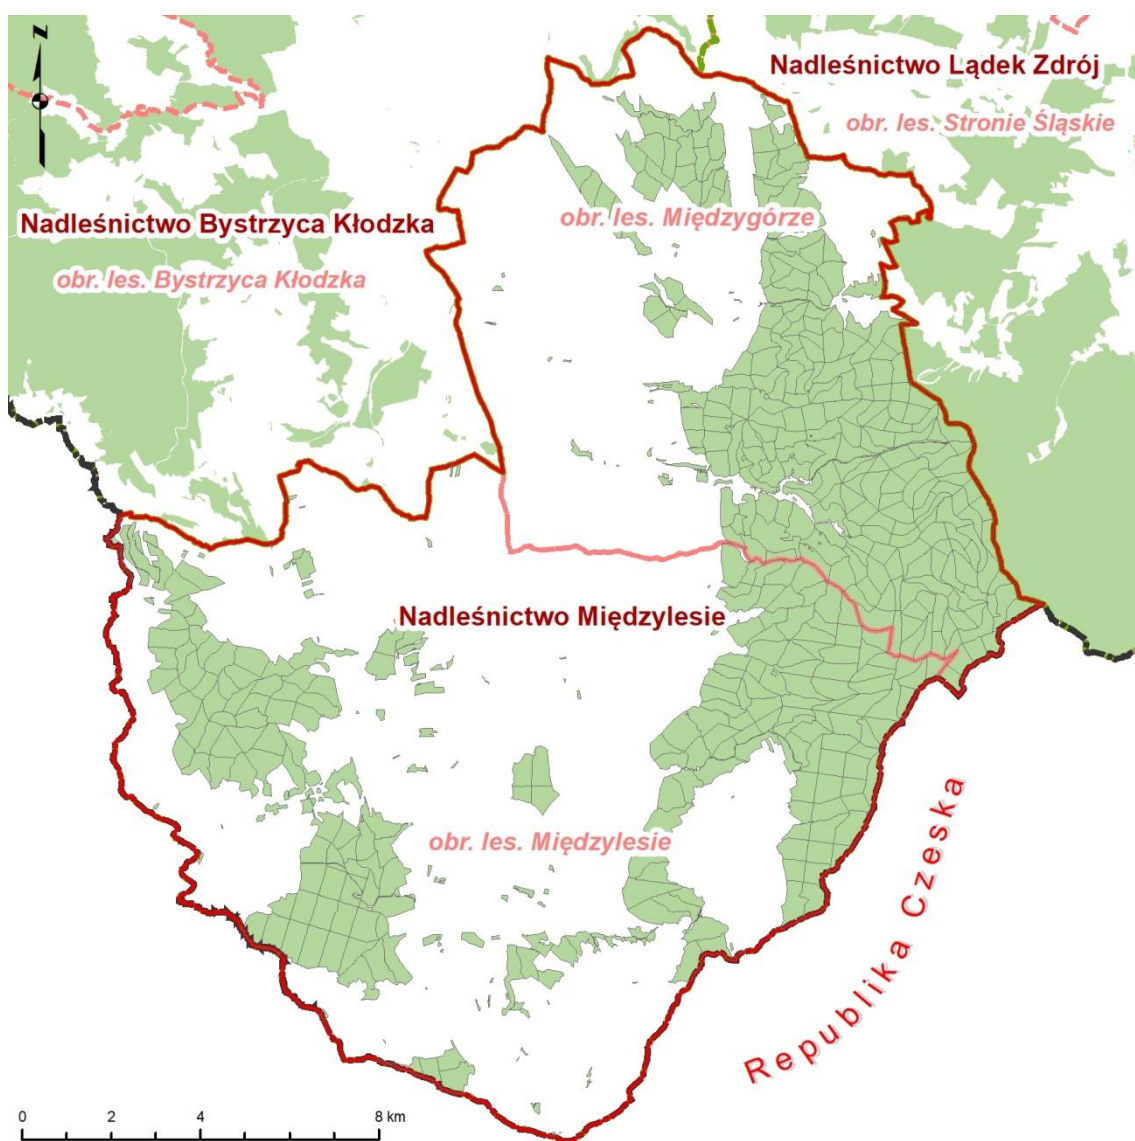 N
Nadleśnictwo Lądek Zdrój
obr. les. Stronie Śląskie
Nadleśnictwo Bystrzyca Kłodzka
obr. les. Międzygórze
obr. les. Bystrzyca Kłodzka
Nadleśnictwo Międzylesie
obr. les. Międzylesie
Republika Czeska
0 2 4 8 km